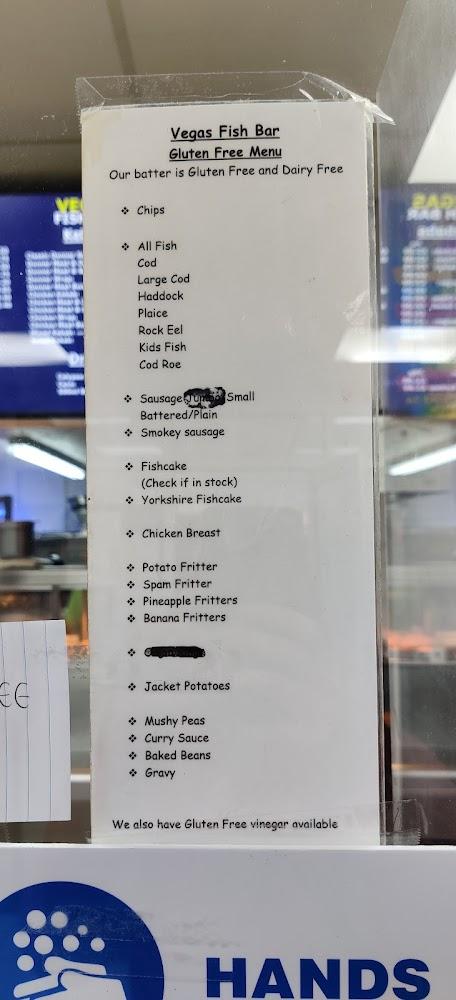 Vegas Fish Bar
Gluten Free Menu
Our batter is Gluten Free and Dairy Free
❖ Chips
❖ All Fish
Cod
Large Cod
Haddock
Plaice
Rock Eel
Kids Fish
Cod Roe
❖ Sausage Small
Battered/Plain
❖ Smokey sausage
❖ Fishcake
(Check if in stock)
❖ Yorkshire Fishcake
❖ Chicken Breast
❖ Potato Fritter
❖ Spam Fritter
❖ Pineapple Fritters
❖ Banana Fritters
❖ Jacket Potatoes
❖ Mushy Peas
❖ Curry Sauce
❖ Baked Beans
❖ Gravy
We also have Gluten Free vinegar available
HANDS